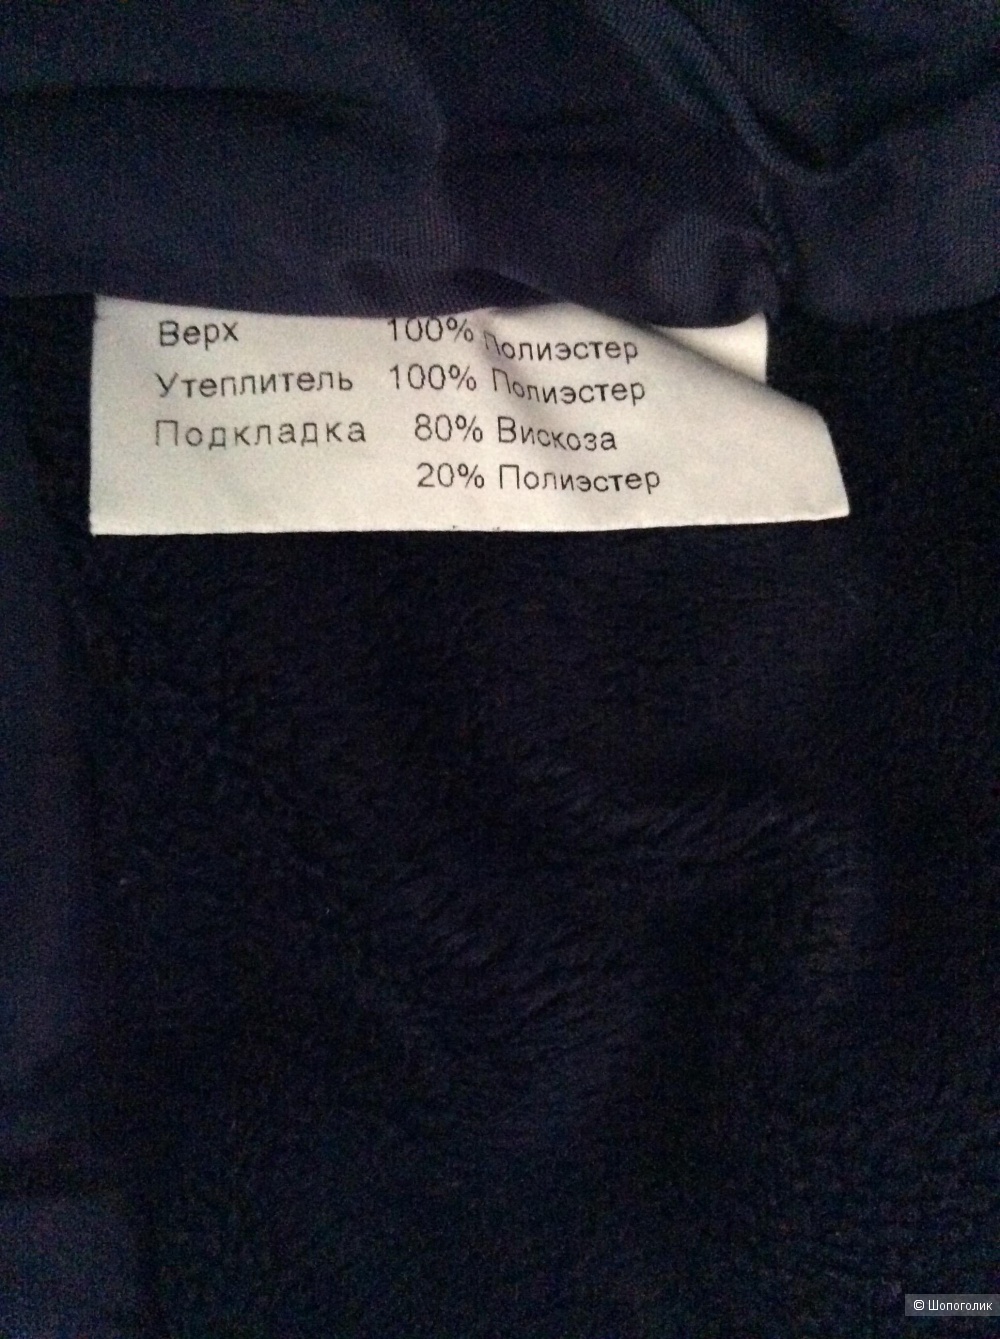 Верх 100% Полиэстер
Утеплитель 100% Полиэстер
Подкладка 80% Вискоза
20% Полиэстер
© Шопоголик